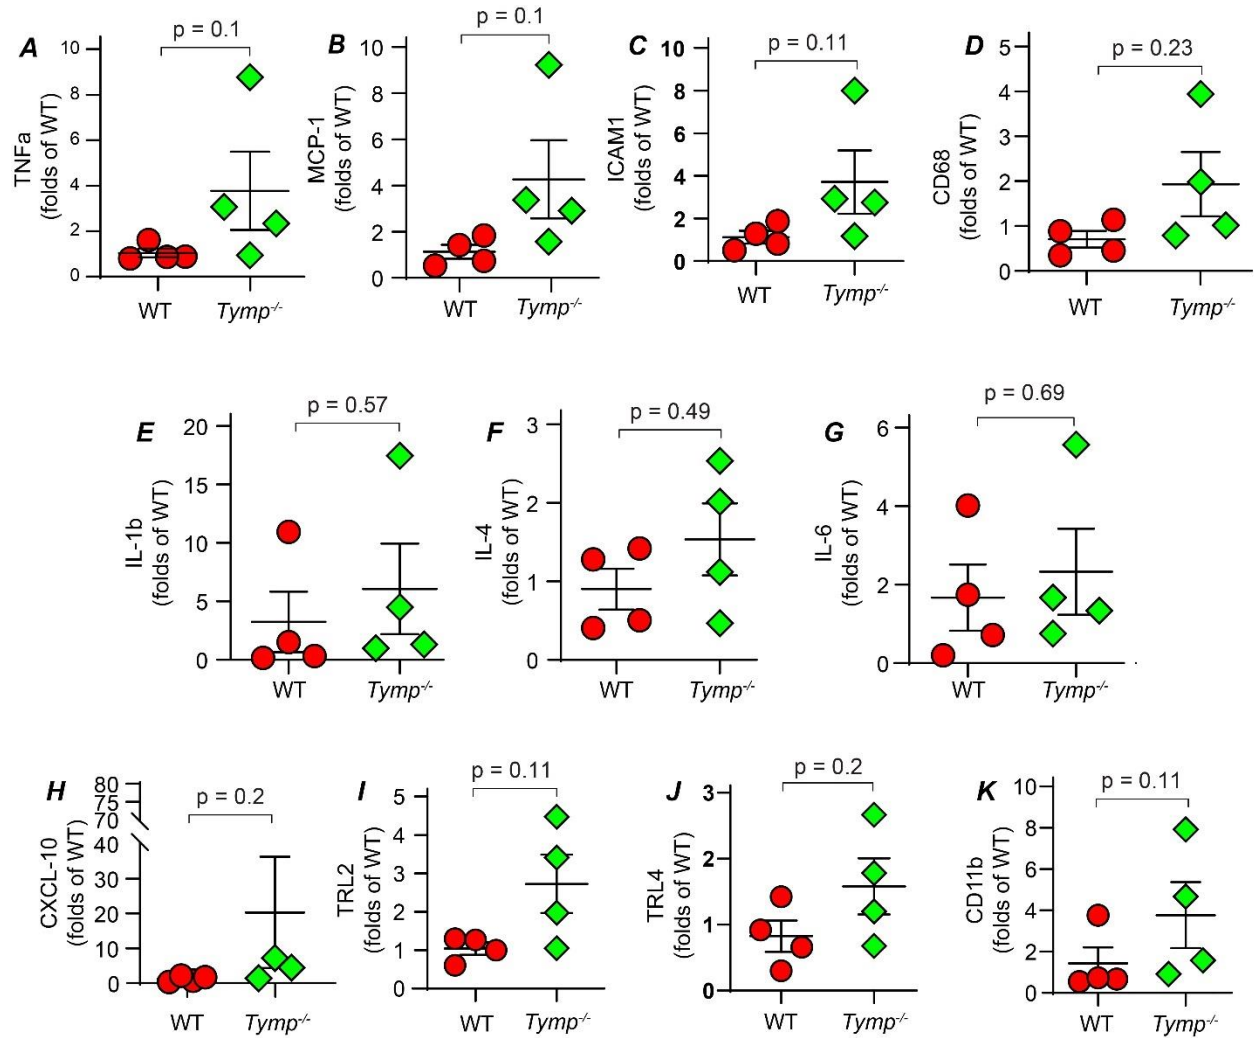 A
TNFa
(folds of WT)
p = 0.1
10
8
6
4
2
0
WT
Tymp-/-
B
MCP-1
(folds of WT)
p = 0.1
10
8
6
4
2
0
WT
Tymp-/-
C
ICAM1
(folds of WT)
p = 0.11
10
8
6
4
2
0
WT
Tymp-/-
D
CD68
(folds of WT)
p = 0.23
5
4
3
2
1
0
WT
Tymp-/-
E
IL-1b
(folds of WT)
p = 0.57
20
15
10
5
0
WT
Tymp-/-
F
IL-4
(folds of WT)
p = 0.49
3
2
1
0
WT
Tymp-/-
G
IL-6
(folds of WT)
p = 0.69
6
4
2
0
WT
Tymp-/-
H
CXCL-10
(folds of WT)
p = 0.2
80
75
70
40
30
20
10
0
WT
Tymp-/-
I
TRL2
(folds of WT)
p = 0.11
5
4
3
2
1
0
WT
Tymp-/-
J
TRL4
(folds of WT)
p = 0.2
3
2
1
0
WT
Tymp-/-
K
CD11b
(folds of WT)
p = 0.11
10
8
6
4
2
0
WT
Tymp-/-